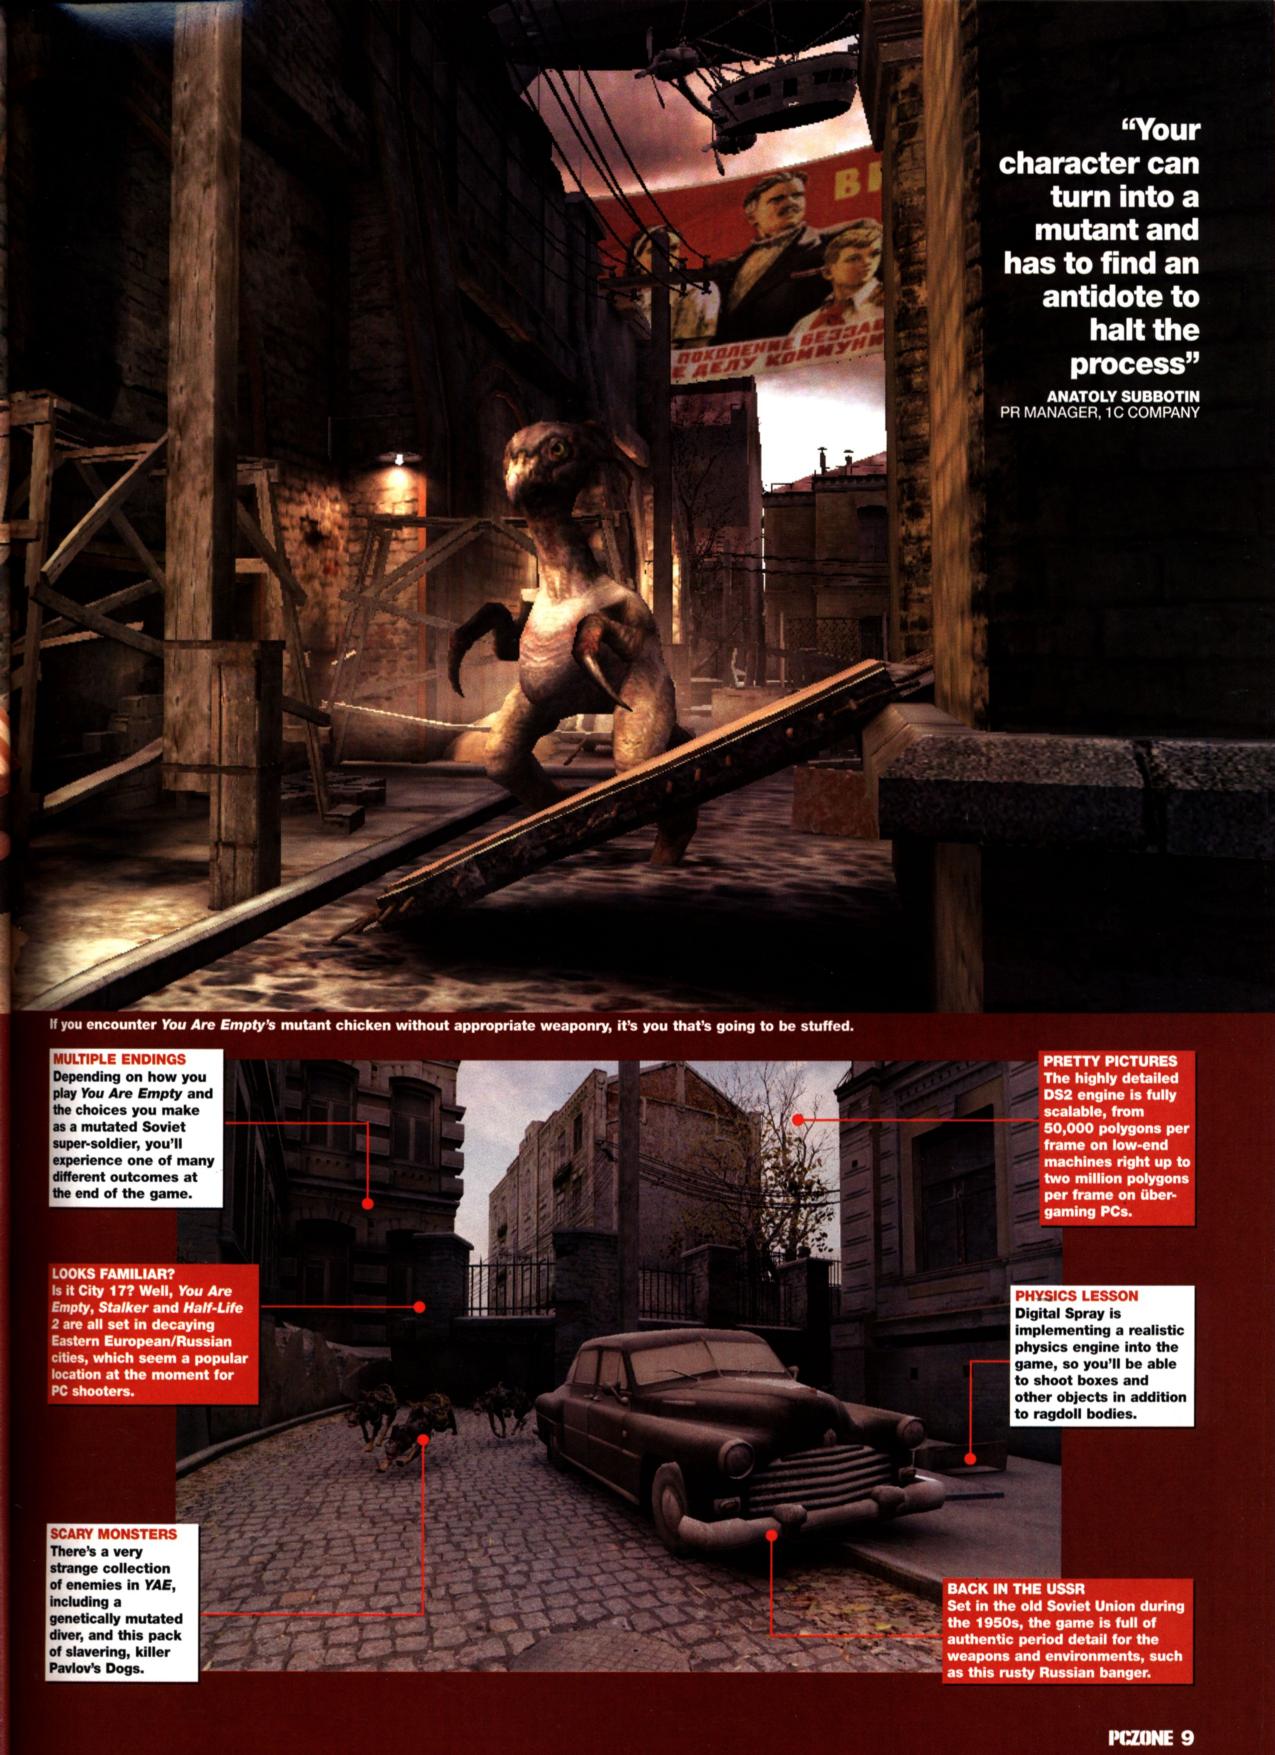 "Your
character can
turn into a
mutant and
has to find an
antidote to
halt the
process"
ANATOLY SUBBOTIN
PR MANAGER, 1C COMPANY
ПОКОЛЕНИЕ БЕЗЗАВ
Е ДЕЛУ КОММУНИ
If you encounter You Are Empty's mutant chicken without appropriate weaponry, it's you that's going to be stuffed.
MULTIPLE ENDINGS
Depending on how you
play You Are Empty and
the choices you make
as a mutated Soviet
super-soldier, you'll
experience one of many
different outcomes at
the end of the game.
PRETTY PICTURES
The highly detailed
DS2 engine is fully
scalable, from
50,000 polygons per
frame on low-end
machines right up to
two million polygons
per frame on über-
gaming PCs.
LOOKS FAMILIAR?
Is it City 17? Well, You Are
Empty, Stalker and Half-Life
2 are all set in decaying
Eastern European/Russian
cities, which seem a popular
location at the moment for
PC shooters.
PHYSICS LESSON
Digital Spray is
implementing a realistic
physics engine into the
game, so you'll be able
to shoot boxes and
other objects in addition
to ragdoll bodies.
SCARY MONSTERS
There's a very
strange collection
of enemies in YAE,
including a
genetically mutated
diver, and this pack
of slavering, killer
Pavlov's Dogs.
BACK IN THE USSR
Set in the old Soviet Union during
the 1950s, the game is full of
authentic period detail for the
weapons and environments, such
as this rusty Russian banger.
PCZONE 9